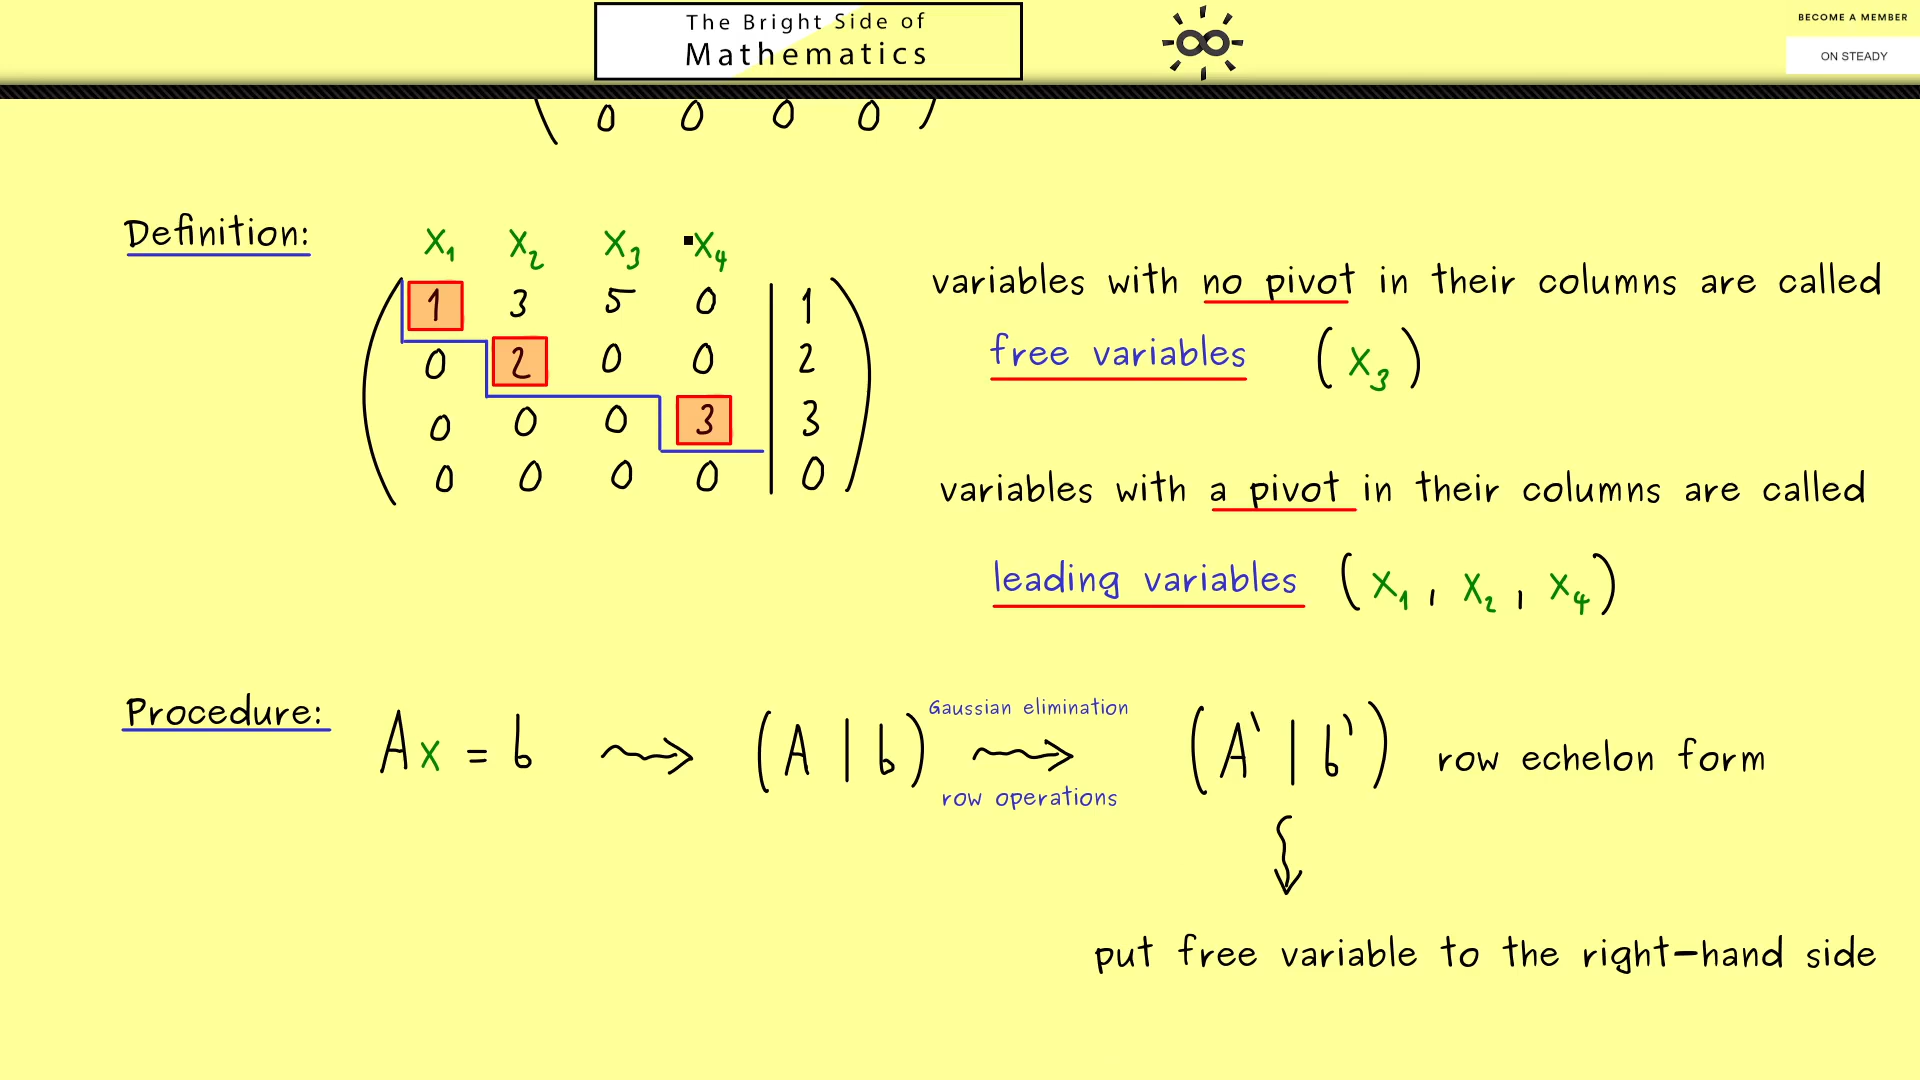 The Bright Side of
Mathematics
BECOME A MEMBER
ON STEADY
0 0 0 0
Definition:
x₁ x₂ x₃ x₄
1 3 5 0 | 1
0 2 0 0 | 2
0 0 0 3 | 3
0 0 0 0 | 0
variables with no pivot in their columns are called
free variables (x₃)
variables with a pivot in their columns are called
leading variables (x₁, x₂, x₄)
Procedure:
Ax = b ⇝ (A | b) ⇝ (A' | b') row echelon form
Gaussian elimination
row operations
put free variable to the right-hand side